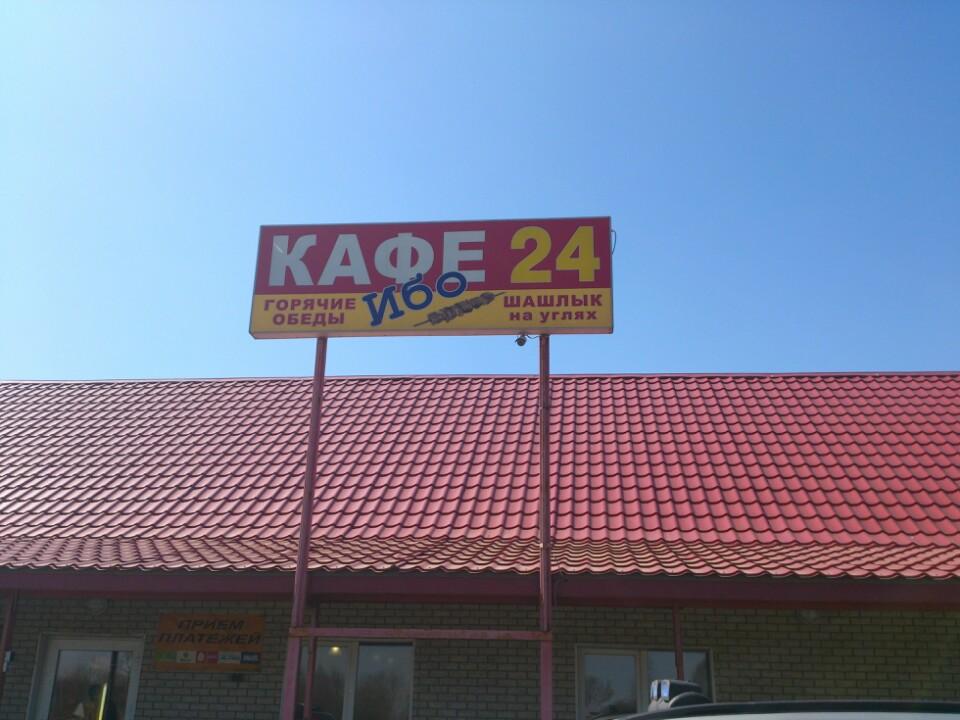 КАФЕ 24
ГОРЯЧИЕ
ОБЕДЫ
Ибо
ШАШЛЫК
на углях
ПРИЕМ
ПЛАТЕЖЕЙ